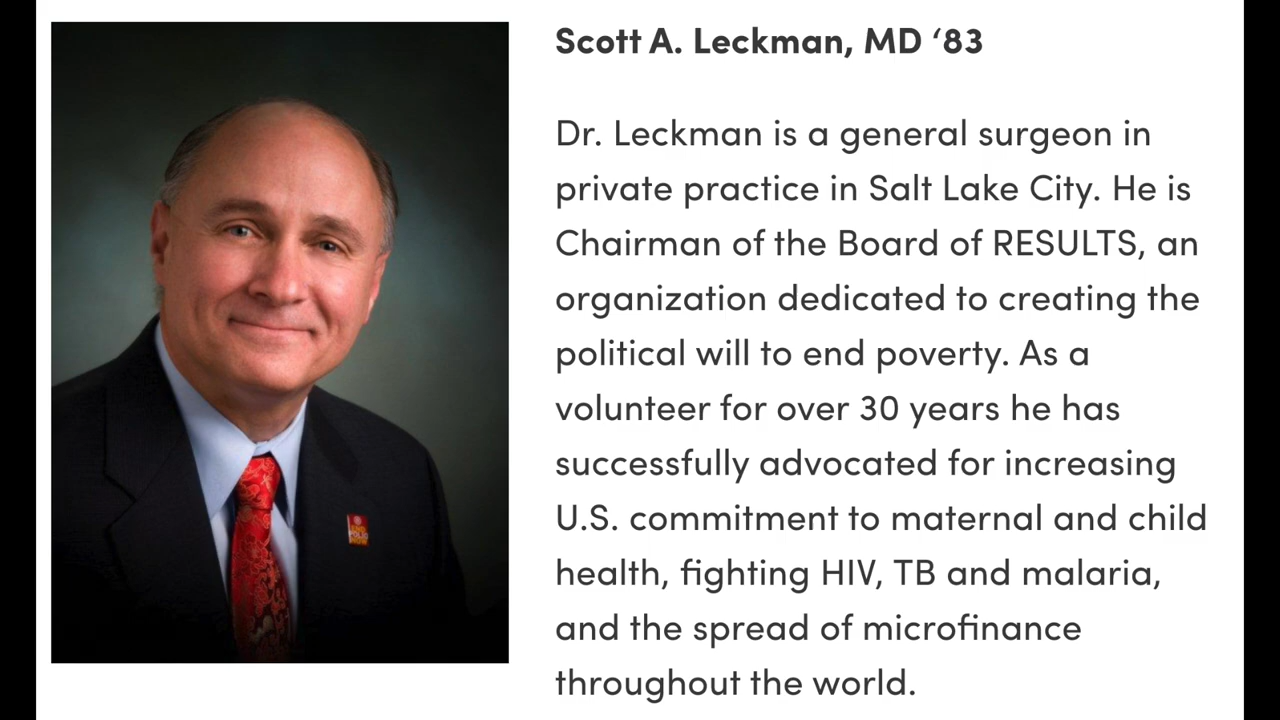 Scott A. Leckman, MD ‘83
Dr. Leckman is a general surgeon in
private practice in Salt Lake City. He is
Chairman of the Board of RESULTS, an
organization dedicated to creating the
political will to end poverty. As a
volunteer for over 30 years he has
successfully advocated for increasing
U.S. commitment to maternal and child
health, fighting HIV, TB and malaria,
and the spread of microfinance
throughout the world.
END
POLIO
NOW